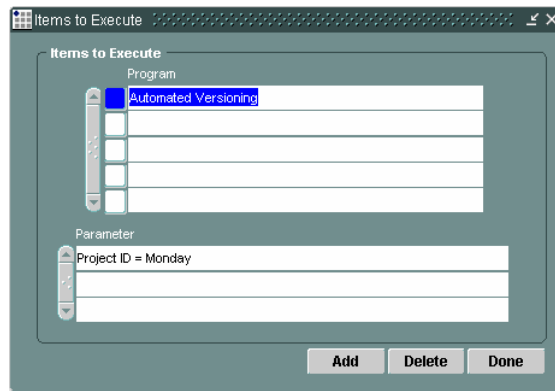 Items to Execute
Items to Execute
Program
Automated Versioning
Parameter
Project ID = Monday
Add Delete Done